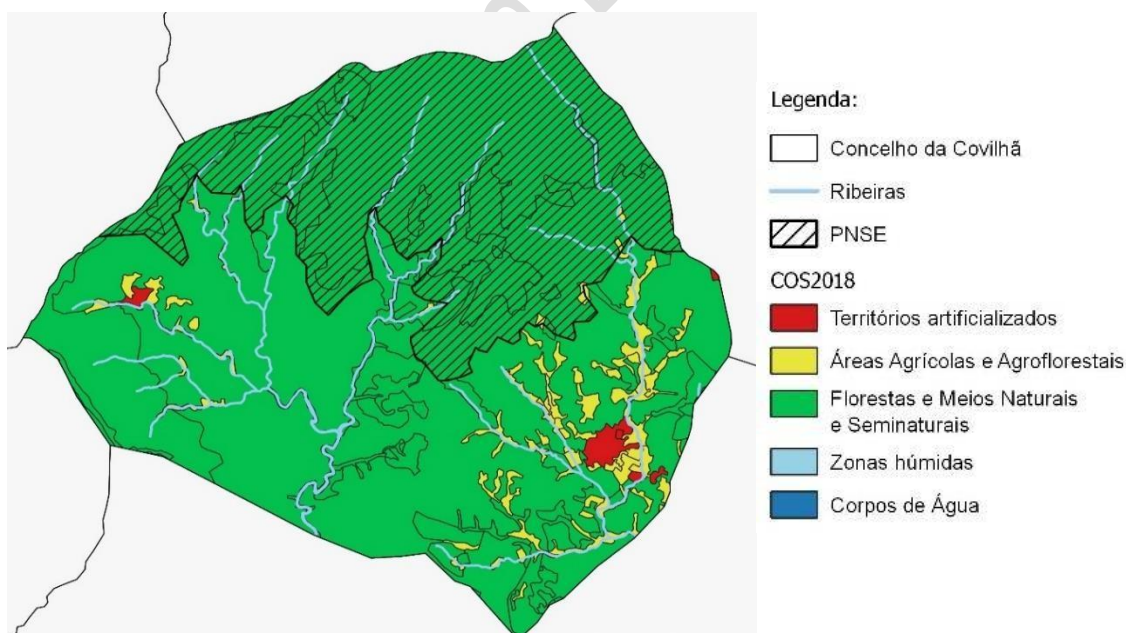 Legenda:
Concelho da Covilhã
Ribeiras
PNSE
COS2018
Territórios artificializados
Áreas Agrícolas e Agroflorestais
Florestas e Meios Naturais
e Seminaturais
Zonas húmidas
Corpos de Água